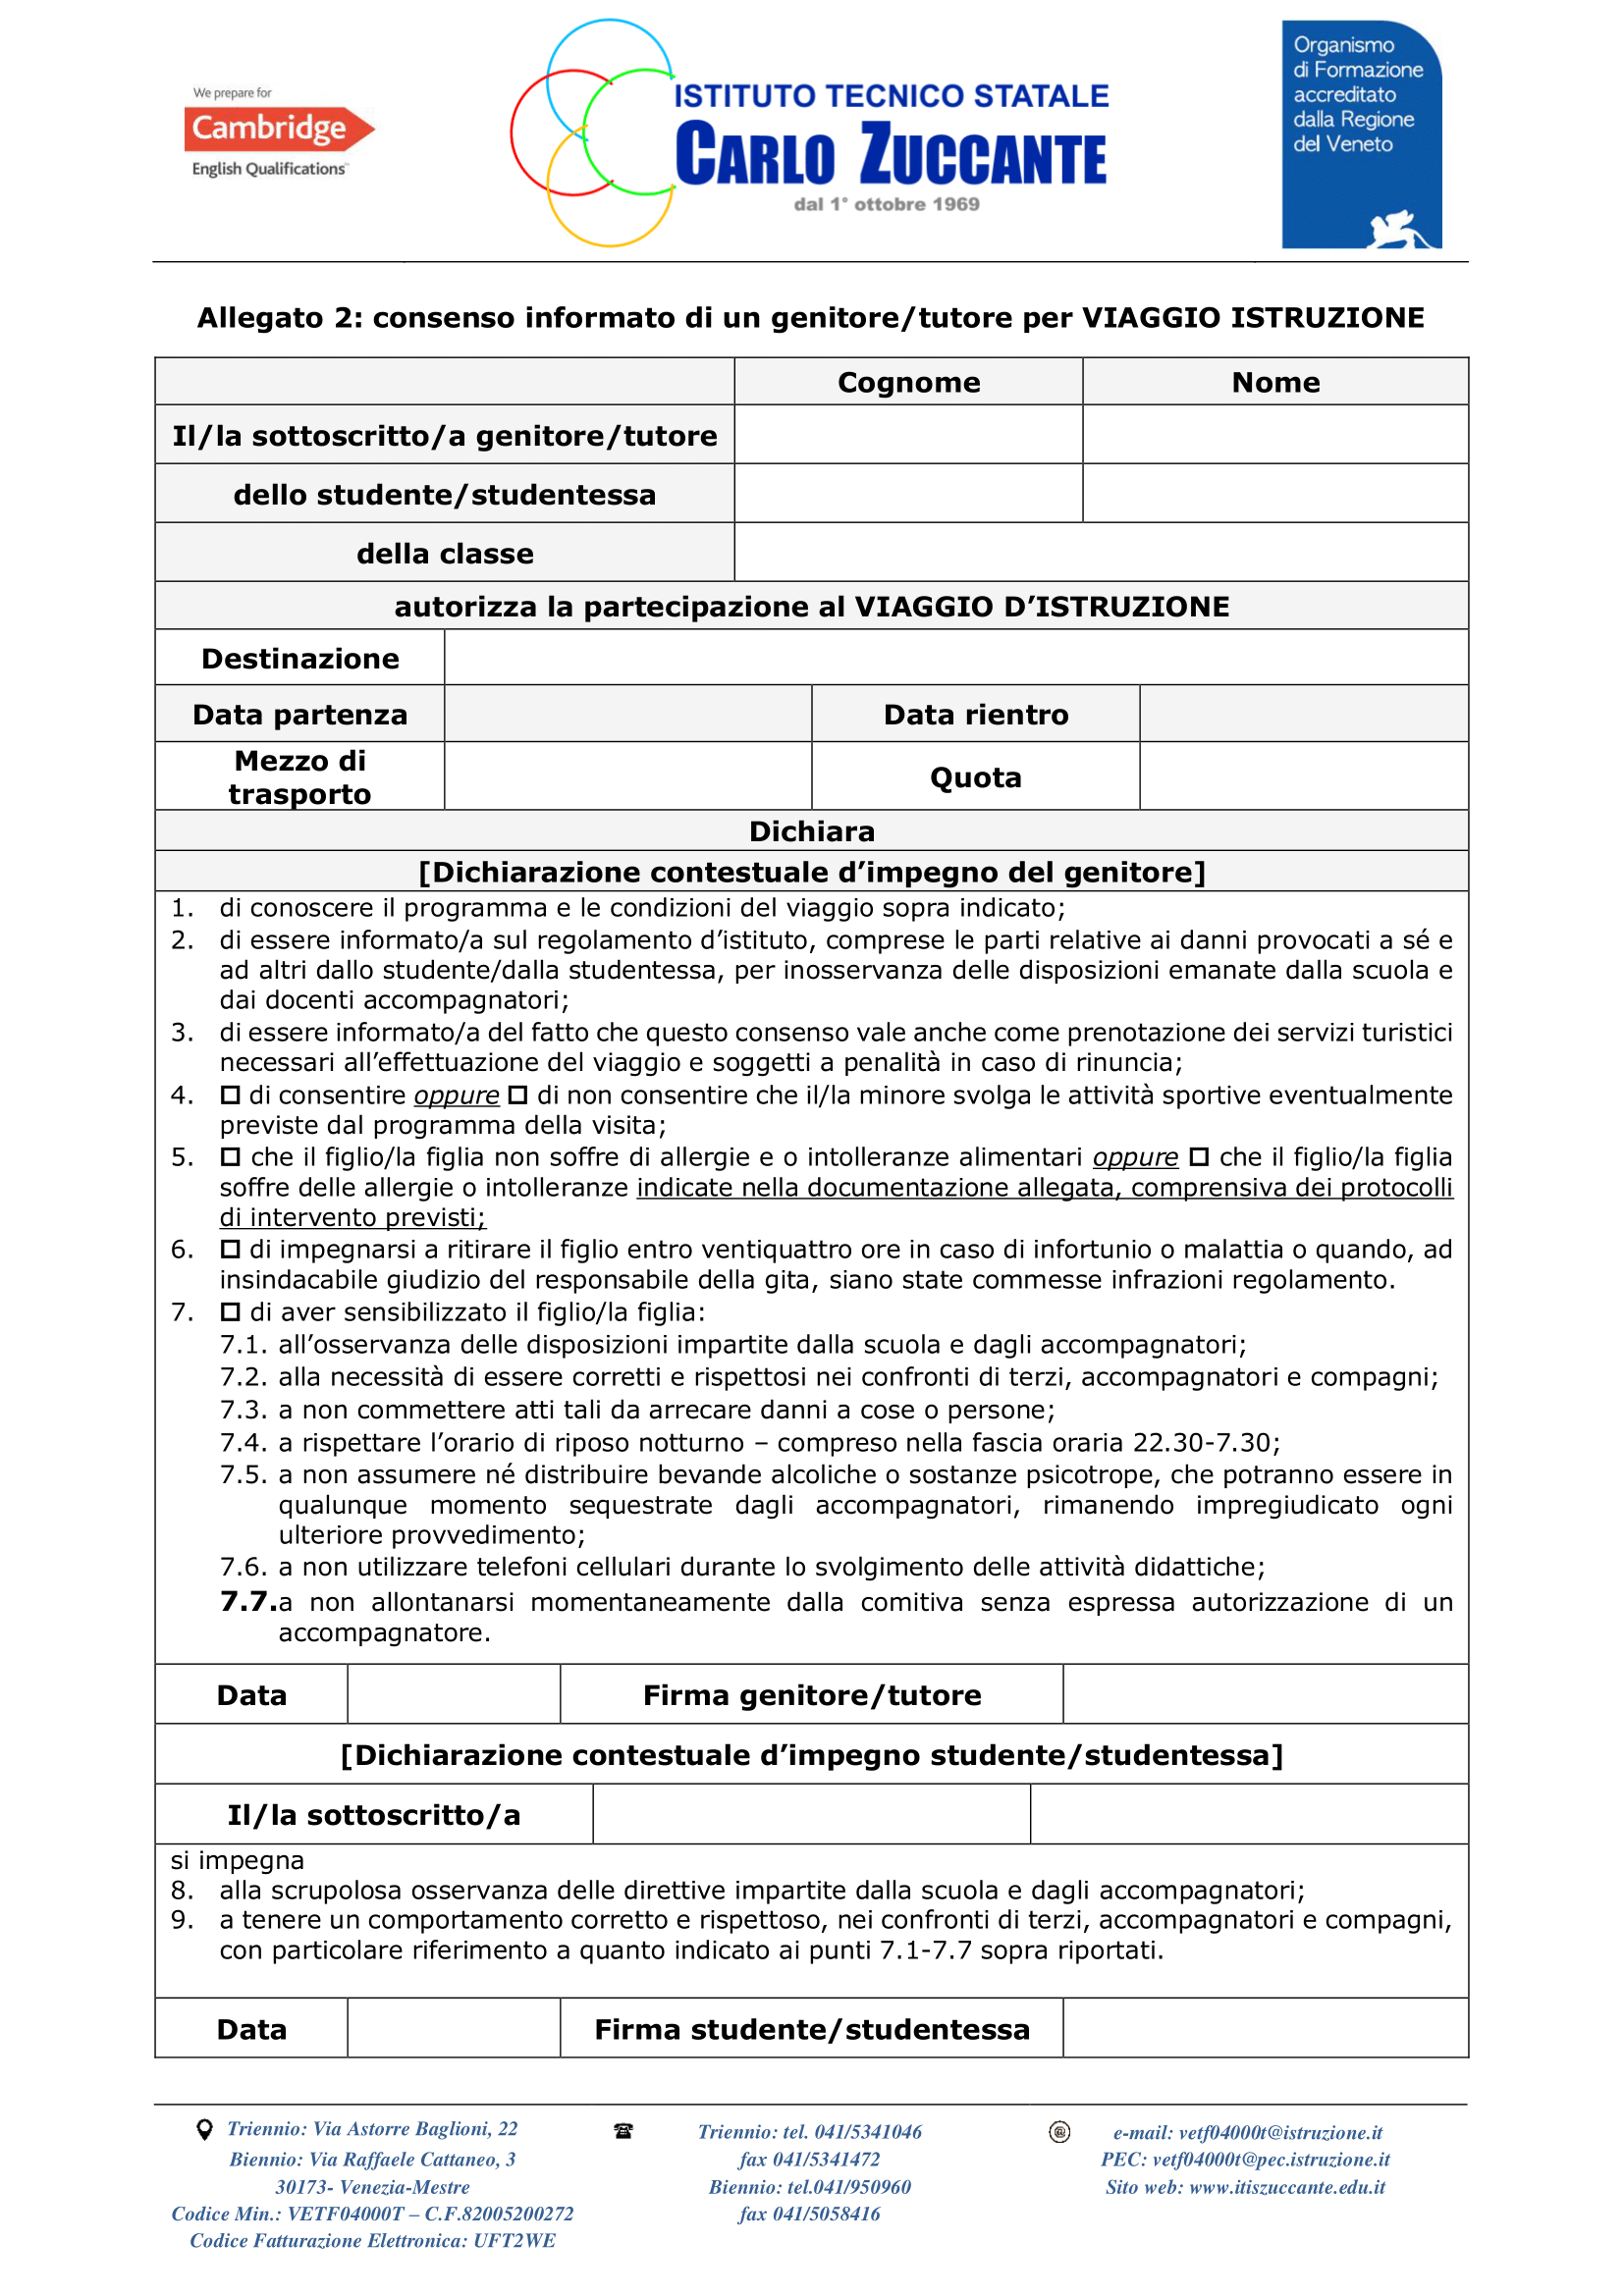 We prepare for
Cambridge
English Qualifications™
ISTITUTO TECNICO STATALE
CARLO ZUCCANTE
dal 1° ottobre 1969
Organismo
di Formazione
accreditato
dalla Regione
del Veneto
Allegato 2: consenso informato di un genitore/tutore per VIAGGIO ISTRUZIONE
Cognome Nome
Il/la sottoscritto/a genitore/tutore
dello studente/studentessa
della classe
autorizza la partecipazione al VIAGGIO D’ISTRUZIONE
Destinazione
Data partenza Data rientro
Mezzo di
trasporto
Quota
Dichiara
[Dichiarazione contestuale d’impegno del genitore]
1. di conoscere il programma e le condizioni del viaggio sopra indicato;
2. di essere informato/a sul regolamento d’istituto, comprese le parti relative ai danni provocati a sé e
ad altri dallo studente/dalla studentessa, per inosservanza delle disposizioni emanate dalla scuola e
dai docenti accompagnatori;
3. di essere informato/a del fatto che questo consenso vale anche come prenotazione dei servizi turistici
necessari all’effettuazione del viaggio e soggetti a penalità in caso di rinuncia;
4. ☐ di consentire oppure ☐ di non consentire che il/la minore svolga le attività sportive eventualmente
previste dal programma della visita;
5. ☐ che il figlio/la figlia non soffre di allergie e o intolleranze alimentari oppure ☐ che il figlio/la figlia
soffre delle allergie o intolleranze indicate nella documentazione allegata, comprensiva dei protocolli
di intervento previsti;
6. ☐ di impegnarsi a ritirare il figlio entro ventiquattro ore in caso di infortunio o malattia o quando, ad
insindacabile giudizio del responsabile della gita, siano state commesse infrazioni regolamento.
7. ☐ di aver sensibilizzato il figlio/la figlia:
7.1. all’osservanza delle disposizioni impartite dalla scuola e dagli accompagnatori;
7.2. alla necessità di essere corretti e rispettosi nei confronti di terzi, accompagnatori e compagni;
7.3. a non commettere atti tali da arrecare danni a cose o persone;
7.4. a rispettare l’orario di riposo notturno – compreso nella fascia oraria 22.30-7.30;
7.5. a non assumere né distribuire bevande alcoliche o sostanze psicotrope, che potranno essere in
qualunque momento sequestrate dagli accompagnatori, rimanendo impregiudicato ogni
ulteriore provvedimento;
7.6. a non utilizzare telefoni cellulari durante lo svolgimento delle attività didattiche;
7.7.a non allontanarsi momentaneamente dalla comitiva senza espressa autorizzazione di un
accompagnatore.
Data Firma genitore/tutore
[Dichiarazione contestuale d’impegno studente/studentessa]
Il/la sottoscritto/a
si impegna
8. alla scrupolosa osservanza delle direttive impartite dalla scuola e dagli accompagnatori;
9. a tenere un comportamento corretto e rispettoso, nei confronti di terzi, accompagnatori e compagni,
con particolare riferimento a quanto indicato ai punti 7.1-7.7 sopra riportati.
Data Firma studente/studentessa
Triennio: Via Astorre Baglioni, 22
Biennio: Via Raffaele Cattaneo, 3
30173- Venezia-Mestre
Codice Min.: VETF04000T – C.F.82005200272
Codice Fatturazione Elettronica: UFT2WE
Triennio: tel. 041/5341046
fax 041/5341472
Biennio: tel.041/950960
fax 041/5058416
e-mail: vetf04000t@istruzione.it
PEC: vetf04000t@pec.istruzione.it
Sito web: www.itiszuccante.edu.it